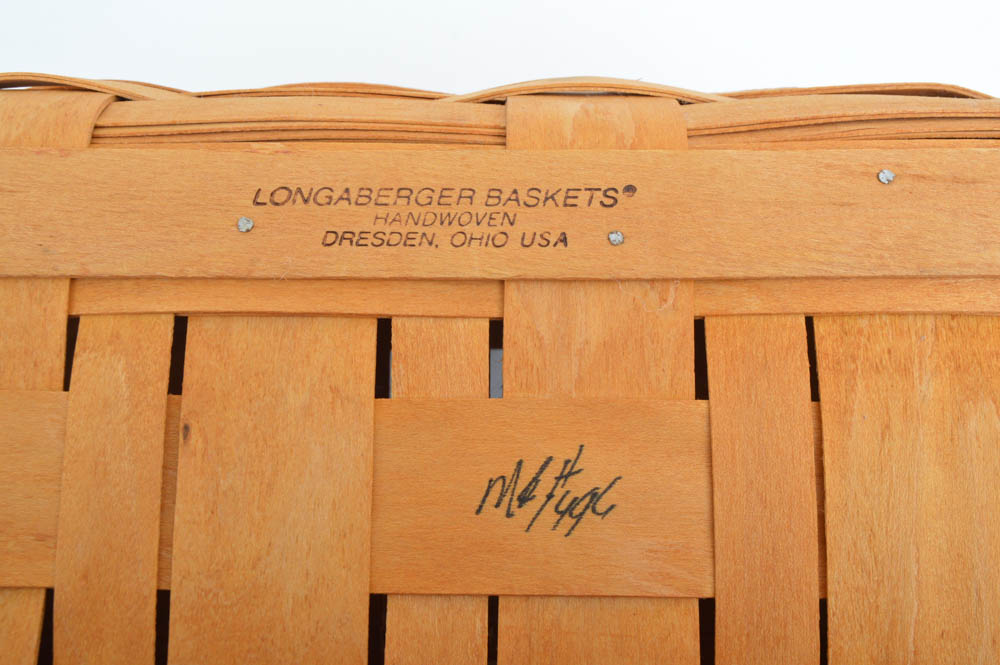 LONGABERGER BASKETS®
HANDWOVEN
DRESDEN, OHIO USA